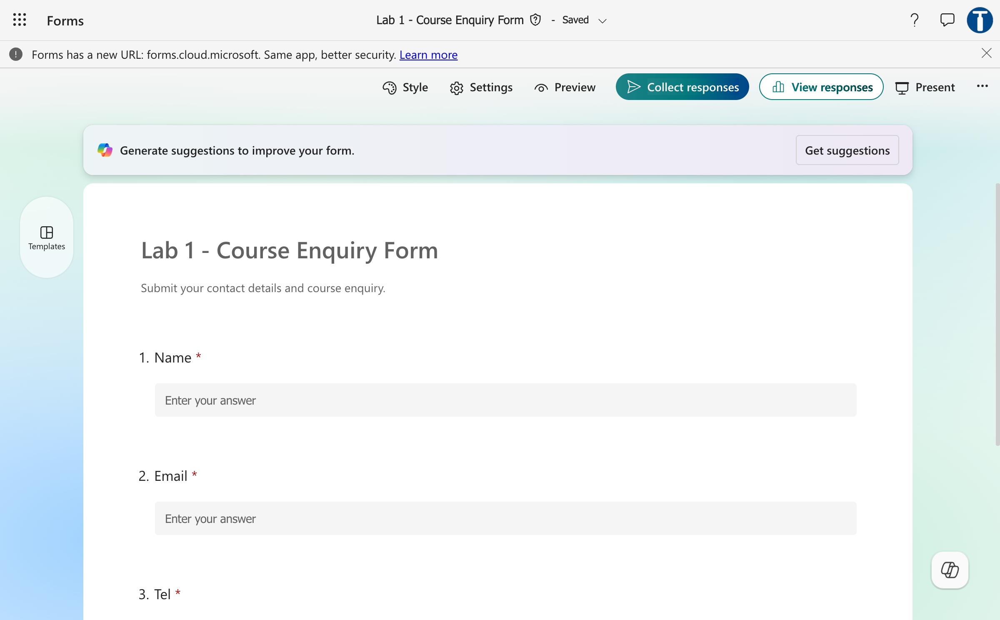 Forms
Lab 1 - Course Enquiry Form - Saved
Forms has a new URL: forms.cloud.microsoft. Same app, better security. Learn more
Style
Settings
Preview
Collect responses
View responses
Present
Generate suggestions to improve your form.
Get suggestions
Templates
Lab 1 - Course Enquiry Form
Submit your contact details and course enquiry.
1. Name *
Enter your answer
2. Email *
Enter your answer
3. Tel *